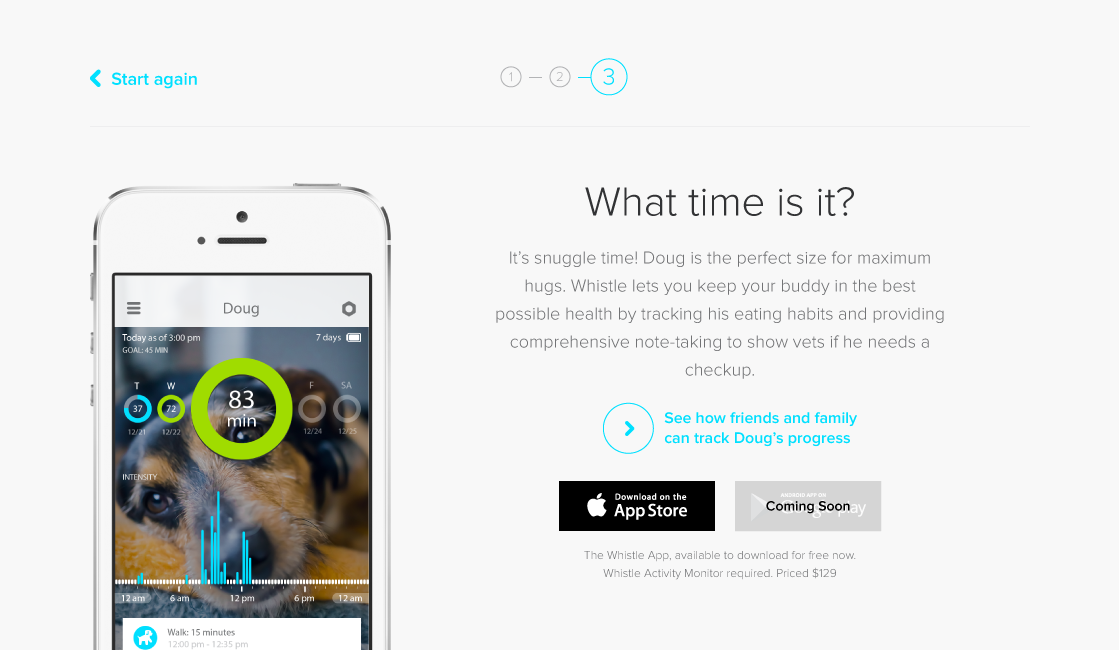 Start again
1
2
3
What time is it?
It's snuggle time! Doug is the perfect size for maximum
hugs. Whistle lets you keep your buddy in the best
possible health by tracking his eating habits and providing
comprehensive note-taking to show vets if he needs a
checkup.
See how friends and family
can track Doug's progress
Download on the
App Store
ANDROID APP ON
Coming Soon
play
The Whistle App, available to download for free now.
Whistle Activity Monitor required. Priced $129
Doug
Today as of 3:00 pm
7 days
GOAL: 45 MIN
T
W
F
SA
37
72
83
min
12/21
12/22
12/24
12/25
INTENSITY
12 am
6 am
12 pm
6 pm
12 am
Walk: 15 minutes
12:00 pm - 12:35 pm